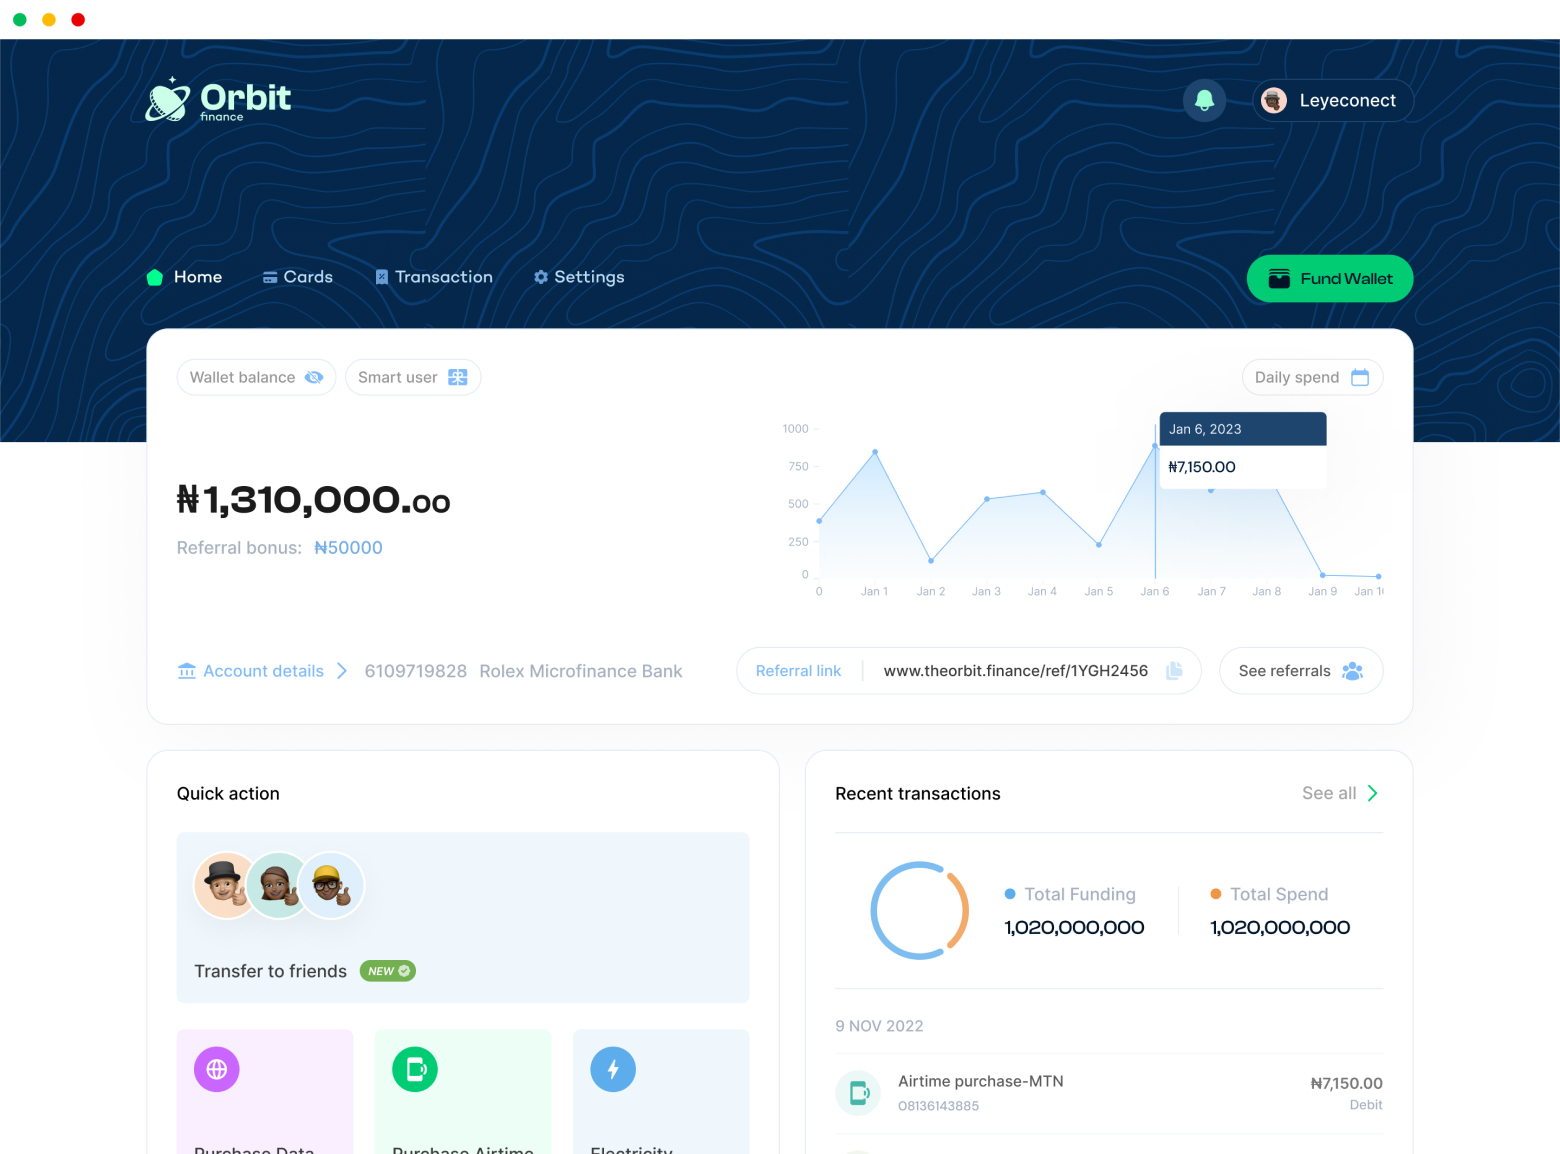 Orbit
finance
Leyeconect
Home
Cards
Transaction
Settings
Fund Wallet
Wallet balance
Smart user
Daily spend
1000
750
500
250
0
Jan 6, 2023
₦7,150.00
0
Jan 1
Jan 2
Jan 3
Jan 4
Jan 5
Jan 6
Jan 7
Jan 8
Jan 9
Jan 10
₦1,310,000.00
Referral bonus: ₦50000
Account details
6109719828 Rolex Microfinance Bank
Referral link
www.theorbit.finance/ref/1YGH2456
See referrals
Quick action
Transfer to friends
NEW
Purchase Data
Purchase Airtime
Electricity
Recent transactions
See all
Total Funding
1,020,000,000
Total Spend
1,020,000,000
9 NOV 2022
Airtime purchase-MTN
08136143885
₦7,150.00
Debit